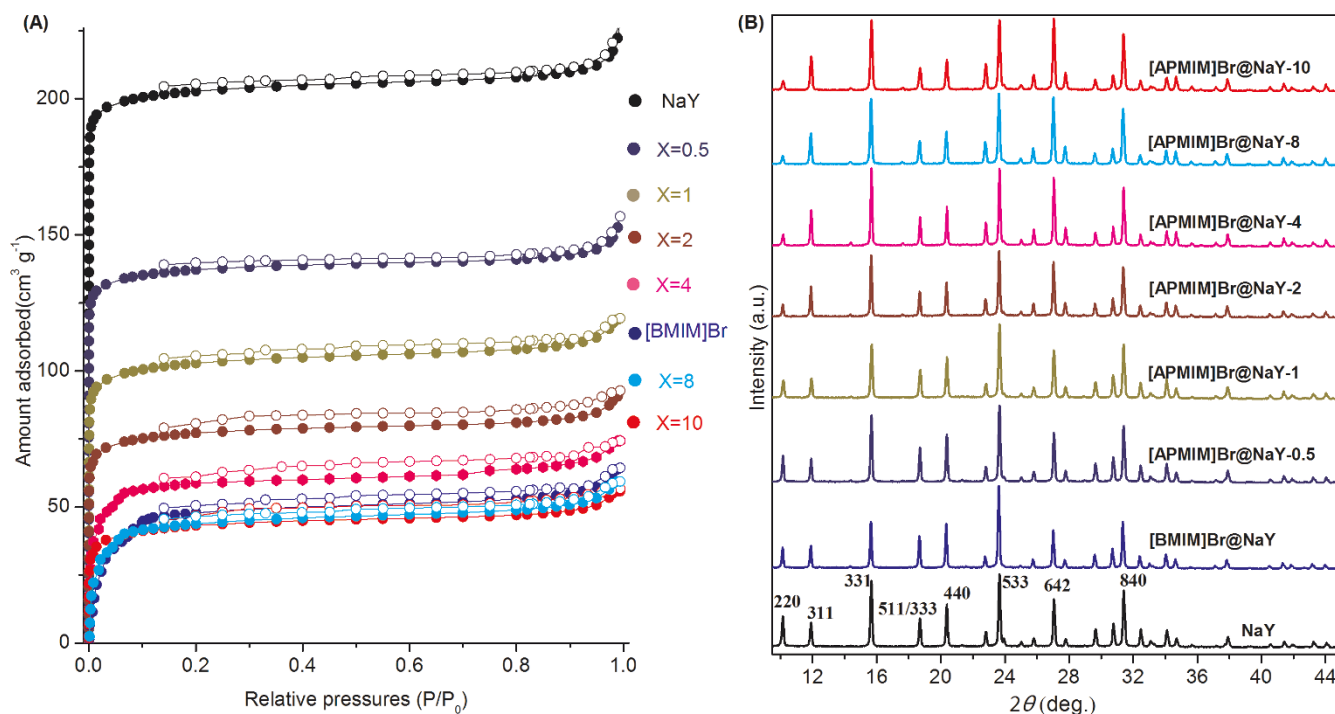 (A)
Amount adsorbed(cm³ g⁻¹)
200
150
100
50
0
0.0 0.2 0.4 0.6 0.8 1.0
Relative pressures (P/P₀)
NaY
X=0.5
X=1
X=2
X=4
[BMIM]Br
X=8
X=10
(B)
Intensity (a.u.)
[APMIM]Br@NaY-10
[APMIM]Br@NaY-8
[APMIM]Br@NaY-4
[APMIM]Br@NaY-2
[APMIM]Br@NaY-1
[APMIM]Br@NaY-0.5
[BMIM]Br@NaY
220 311 331 511/333 440 533 642 840
NaY
12 16 20 24 28 32 36 40 44
2θ (deg.)